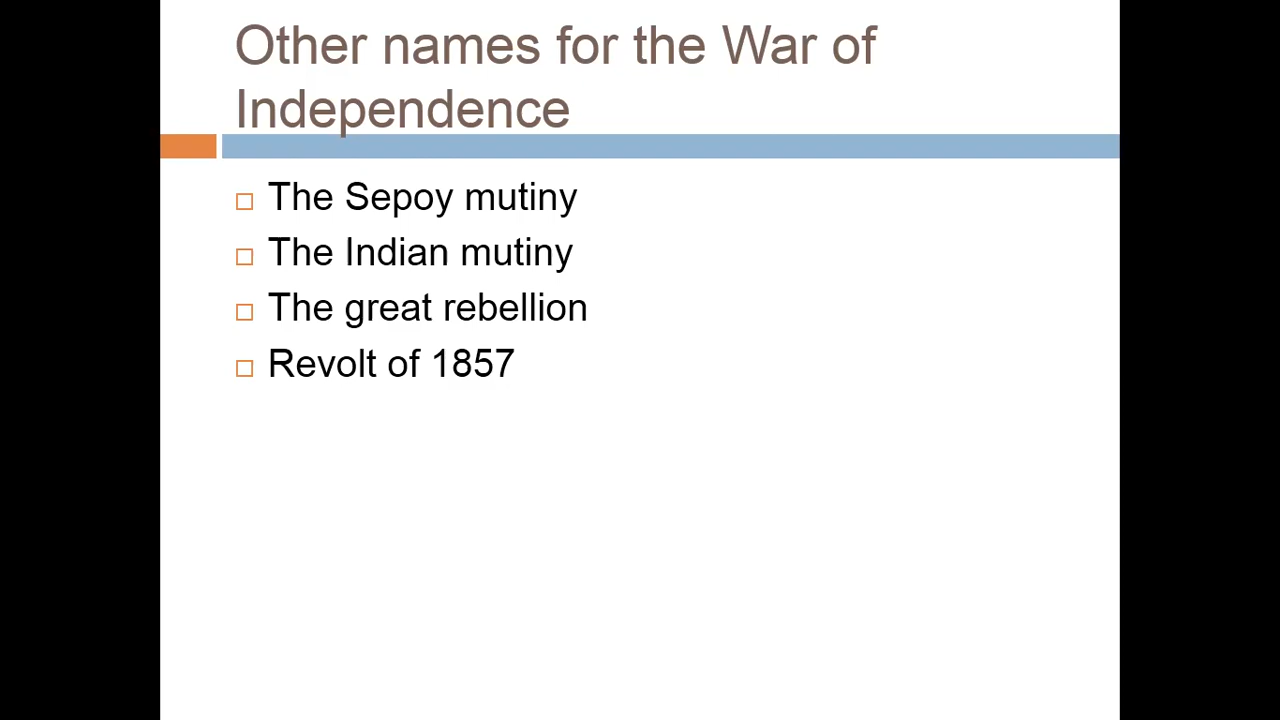 Other names for the War of
Independence
The Sepoy mutiny
The Indian mutiny
The great rebellion
Revolt of 1857